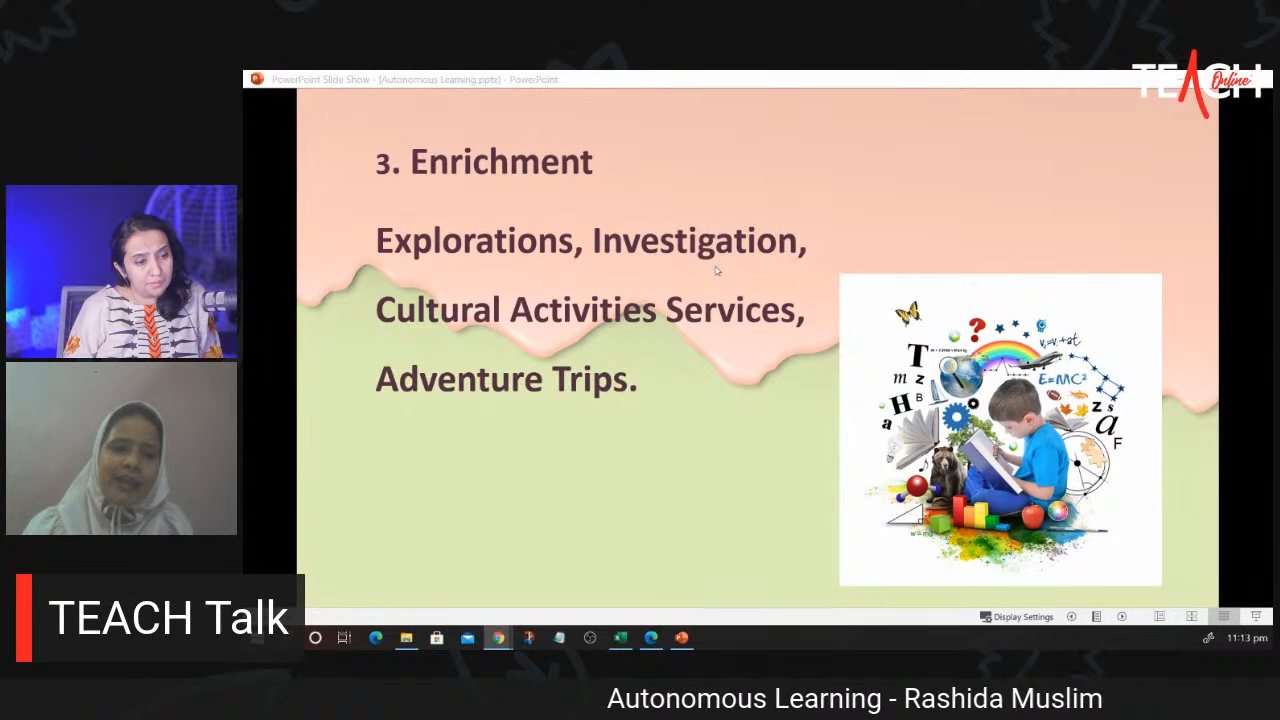 PowerPoint Slide Show - [Autonomous Learning.pptx] - PowerPoint
TEACH
Online
3. Enrichment
Explorations, Investigation,
Cultural Activities Services,
Adventure Trips.
?
T
m
z
H
B
a
E=MC²
z s
a
F
Display Settings
11:13 pm
TEACH Talk
Autonomous Learning - Rashida Muslim